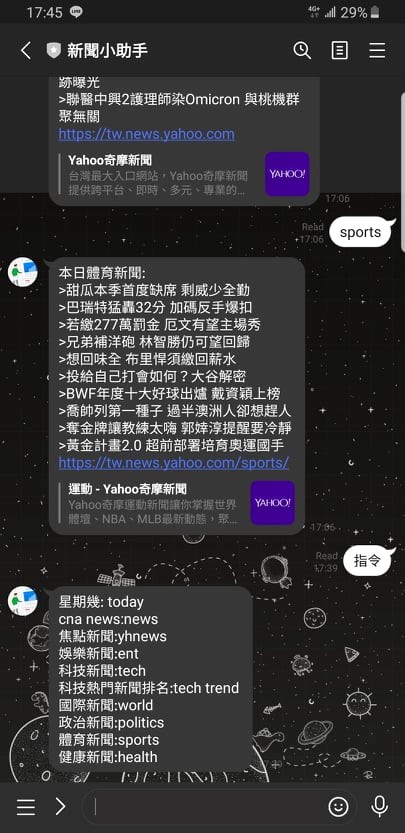 17:45
4G+
29%
新聞小助手
跡曝光
>聯醫中興2護理師染Omicron 與桃機群
聚無關
https://tw.news.yahoo.com
Yahoo奇摩新聞
台灣最大入口網站，Yahoo奇摩新聞
提供跨平台、即時、多元、專業的...
YAHOO!
17:06
Read
17:06
sports
本日體育新聞:
>甜瓜本季首度缺席 剩威少全勤
>巴瑞特猛轟32分 加碼反手爆扣
>若繳277萬罰金 厄文有望主場秀
>兄弟補洋砲 林智勝仍可望回歸
>想回味全 布里悍須繳回薪水
>投給自己打會如何？大谷解密
>BWF年度十大好球出爐 戴資穎上榜
>喬帥列第一種子 過半澳洲人卻想趕人
>奪金牌讓教練太嗨 郭婞淳提醒要冷靜
>黃金計畫2.0 超前部署培育奧運國手
https://tw.news.yahoo.com/sports/
運動 - Yahoo奇摩新聞
Yahoo奇摩運動新聞讓你掌握世界
體壇、NBA、MLB最新動態，聚...
YAHOO!
17:06
Read
17:39
指令
星期幾: today
cna news:news
焦點新聞:yhnews
娛樂新聞:ent
科技新聞:tech
科技熱門新聞排名:tech trend
國際新聞:world
政治新聞:politics
體育新聞:sports
健康新聞:health